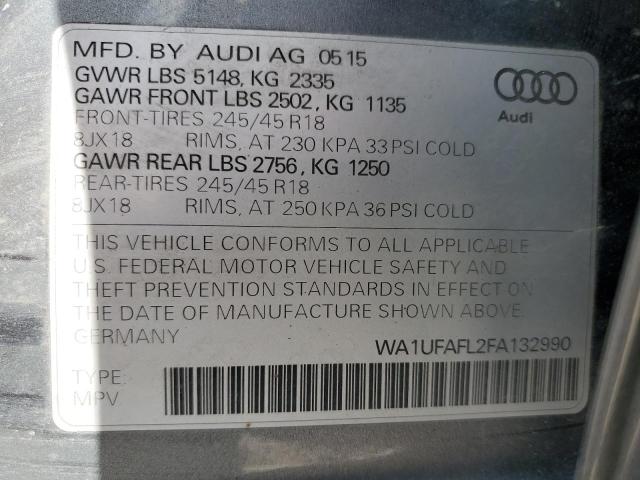 MFD. BY AUDI AG 05 15
GVWR LBS 5148, KG 2335
GAWR FRONT LBS 2502, KG 1135
FRONT-TIRES 245/45 R18
8JX18 RIMS, AT 230 KPA 33 PSI COLD
GAWR REAR LBS 2756, KG 1250
REAR-TIRES 245/45 R18
8JX18 RIMS, AT 250 KPA 36 PSI COLD
Audi
THIS VEHICLE CONFORMS TO ALL APPLICABLE
U.S. FEDERAL MOTOR VEHICLE SAFETY AND
THEFT PREVENTION STANDARDS IN EFFECT ON
THE DATE OF MANUFACTURE SHOWN ABOVE.
GERMANY
WA1UFAFL2FA132990
TYPE:
MPV